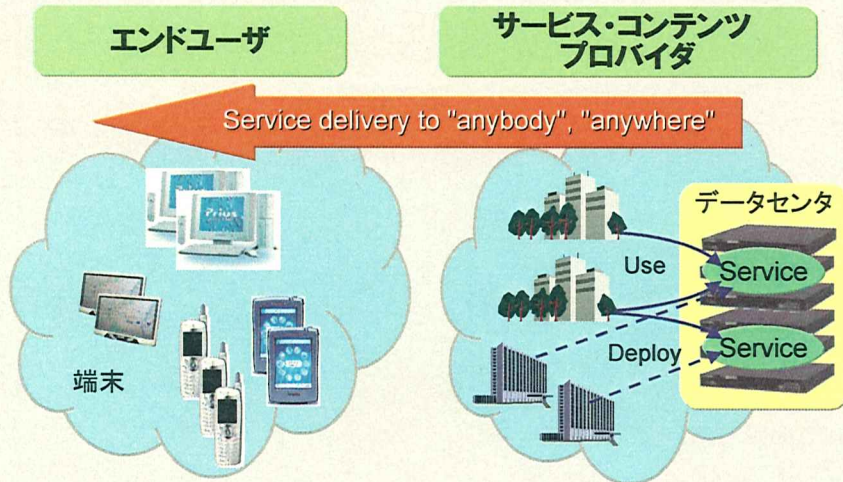 エンドユーザ
サービス・コンテンツ
プロバイダ
Service delivery to "anybody", "anywhere"
Prius
データセンタ
Use
Service
Deploy
Service
端末